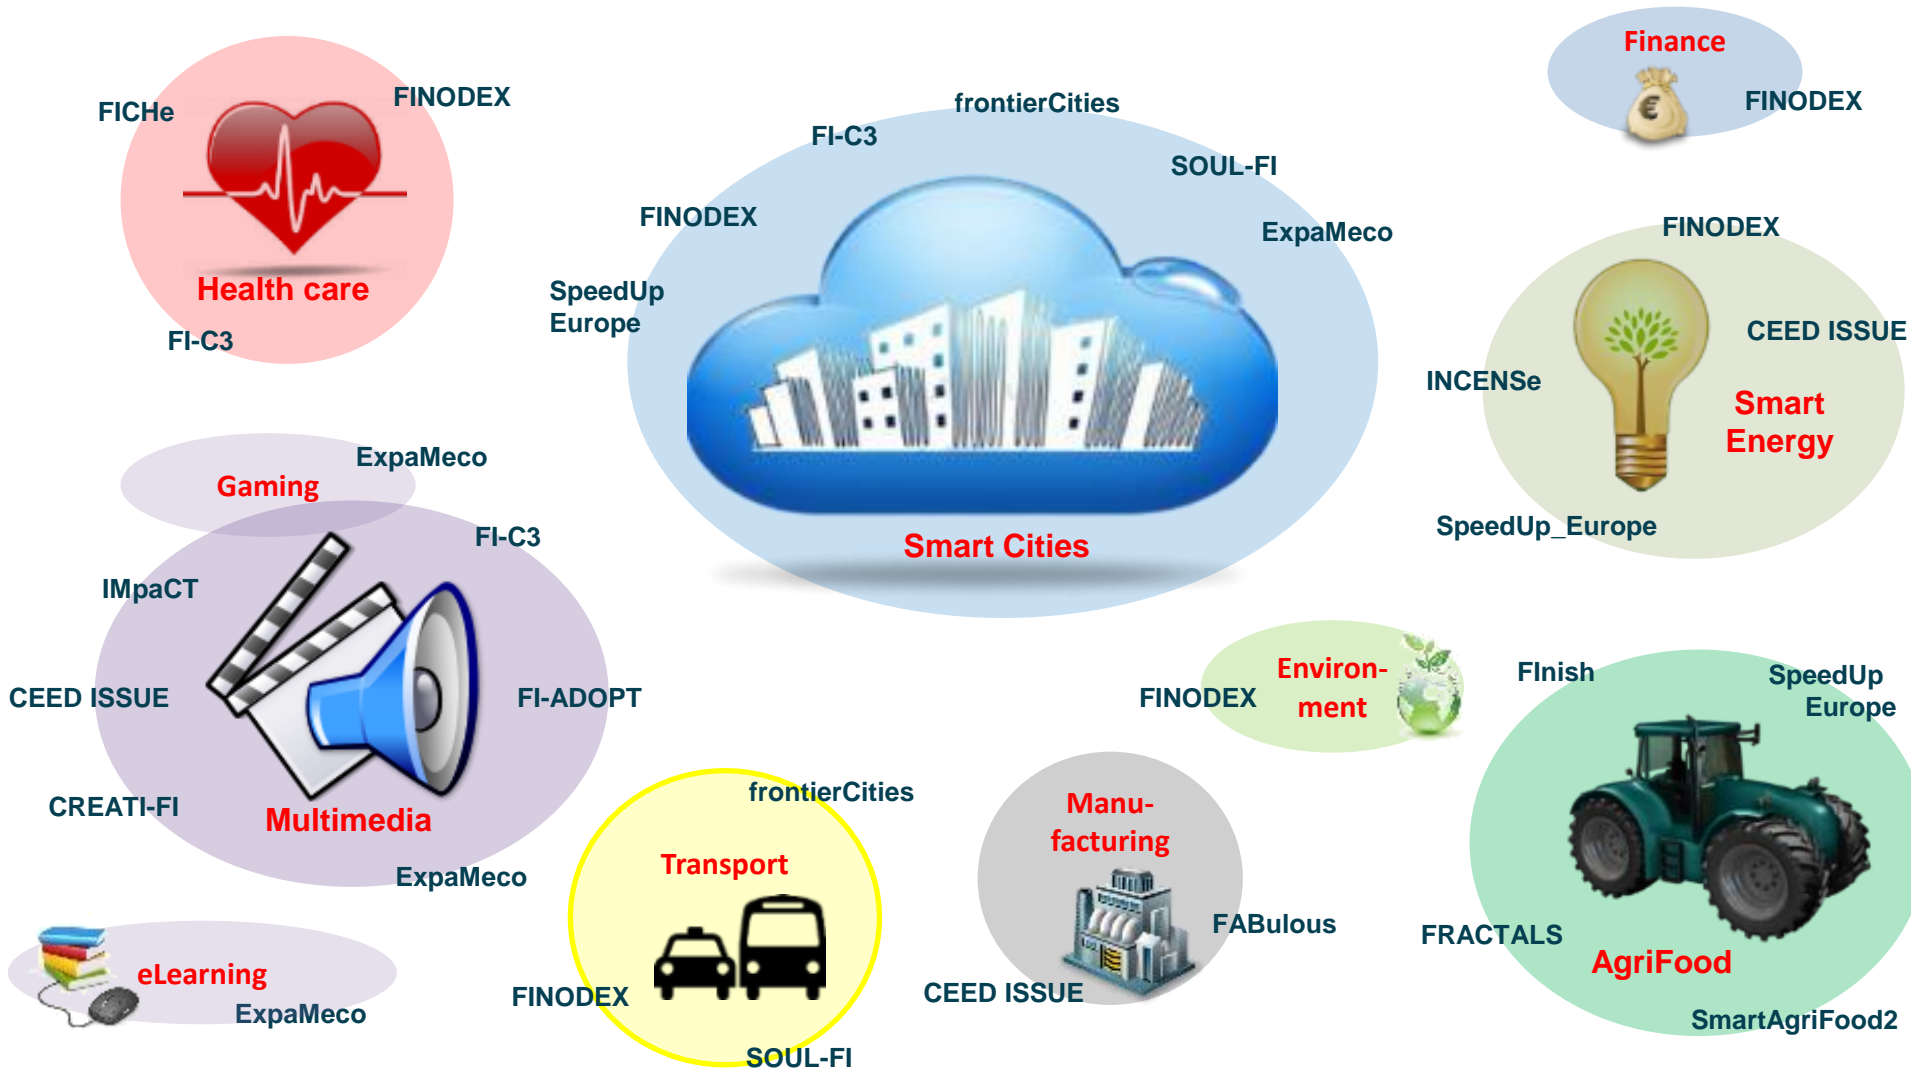 Finance
FINODEX
FICHe
FINODEX
Health care
FI-C3
frontierCities
FI-C3
SOUL-FI
FINODEX
ExpaMeco
SpeedUp
Europe
Smart Cities
FINODEX
CEED ISSUE
INCENSe
Smart
Energy
SpeedUp_Europe
ExpaMeco
Gaming
FI-C3
IMpaCT
CEED ISSUE
FI-ADOPT
CREATI-FI
Multimedia
ExpaMeco
Environ-
ment
FINODEX
FInish
SpeedUp
Europe
FRACTALS
AgriFood
SmartAgriFood2
frontierCities
Transport
FINODEX
SOUL-FI
Manu-
facturing
FABulous
CEED ISSUE
eLearning
ExpaMeco